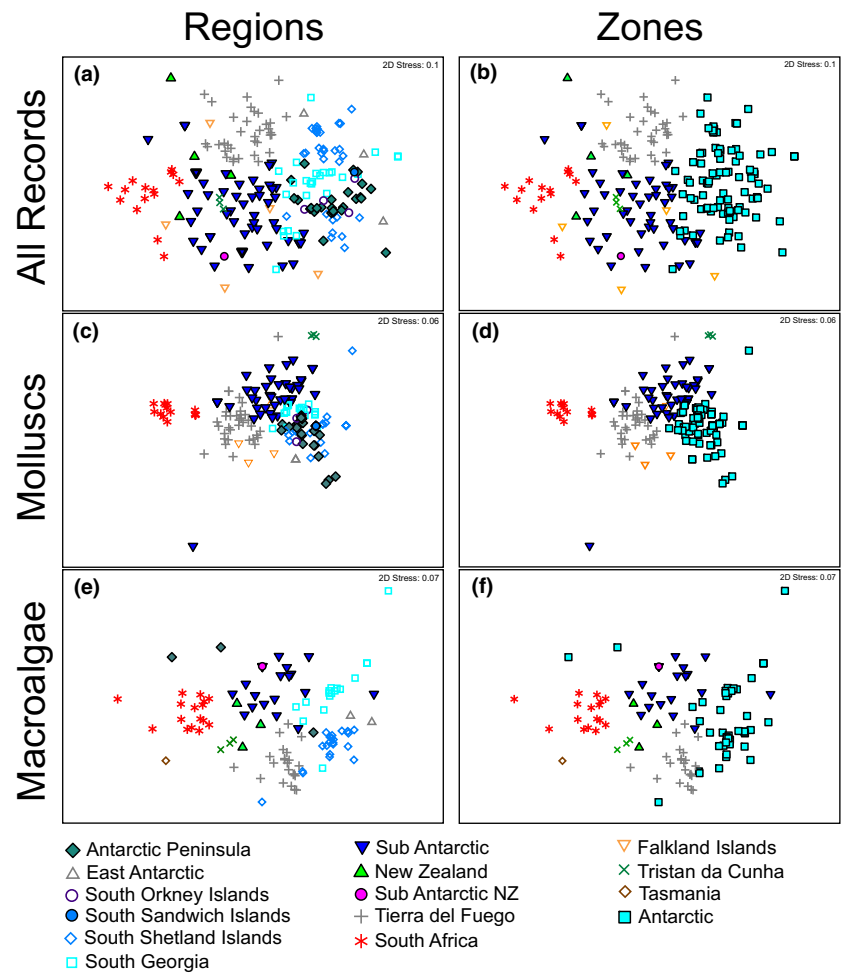 Regions
Zones
All Records
(a)
2D Stress: 0.1
(b)
2D Stress: 0.1
Molluscs
(c)
2D Stress: 0.06
(d)
2D Stress: 0.06
Macroalgae
(e)
2D Stress: 0.07
(f)
2D Stress: 0.07
Antarctic Peninsula
East Antarctic
South Orkney Islands
South Sandwich Islands
South Shetland Islands
South Georgia
Sub Antarctic
New Zealand
Sub Antarctic NZ
Tierra del Fuego
South Africa
Falkland Islands
Tristan da Cunha
Tasmania
Antarctic